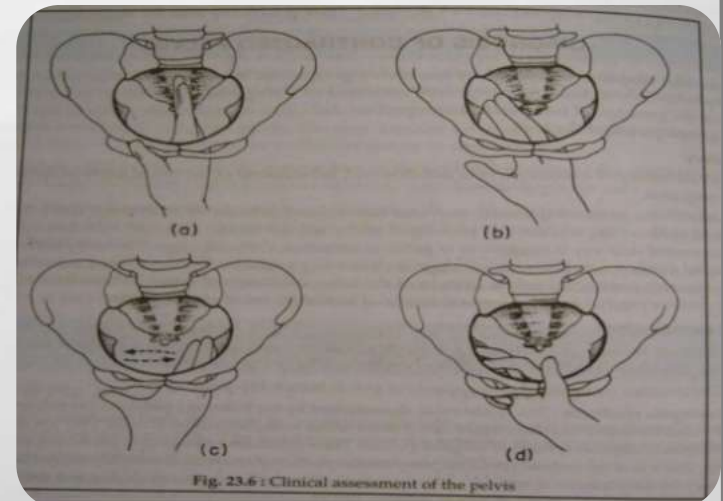 (a)
(b)
(c)
(d)
Fig. 23.6 : Clinical assessment of the pelvis